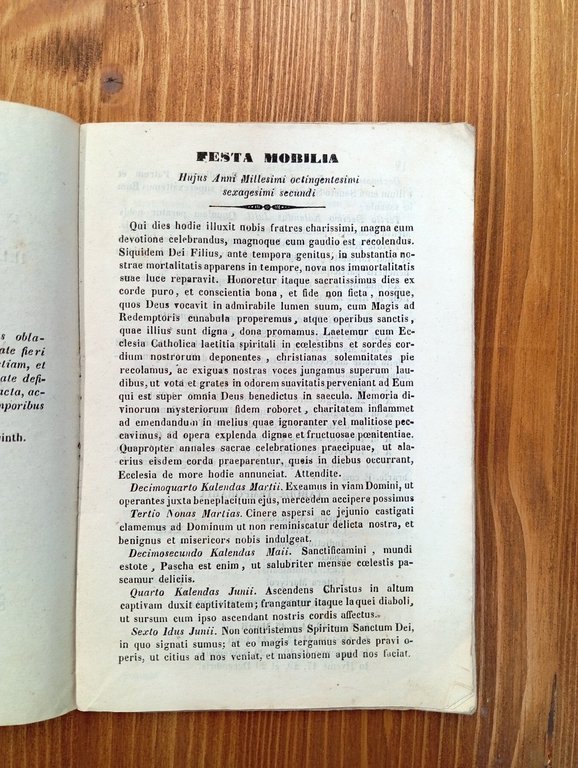 s obla-
ate fieri
tiam, et
ate defi-
acta, ac-
mporibus
inth.
FESTA MOBILIA
Hujus Anni Millesimi octingentesimi
sexagesimi secundi
Qui dies hodie illuxit nobis fratres charissimi, magna cum
devotione celebrandus, magnoque cum gaudio est recolendus.
Siquidem Dei Filius, ante tempora genitus, in substantia no-
strae mortalitatis apparens in tempore, nova nos immortalitatis
suae luce reparavit. Honoretur itaque sacratissimus dies ex
corde puro, et conscientia bona, et fide non ficta, nosque,
quos Deus vocavit in admirabile lumen suum, cum Magis ad
Redemptoris cunabula properemus, atque operibus sanctis,
quae illius sunt digna, dona promamus. Laetemur cum Ec-
clesia Catholica laetitia spiritali in cœlestibns et sordes cor-
dium nostrorum deponentes, christianas solemnitates pie
recolamus, ac exiguas nostras voces jungamus superum lau-
dibus, ut vota et grates in odorem suavitatis perveniant ad Eum
qui est super omnia Deus benedictus in saecula. Memoria di-
vinorum mysteriorum fidem roboret, charitatem inflammet
ad emendandum in melius quae ignoranter vel malitiose pec-
cavimus, ad opera explenda dignae et fructuosae pœnitentiae.
Quapropter annales sacrae celebrationes praecipuae, ut ala-
crius eisdem corda praeparentur, queis in diebus occurrant,
Ecclesia de more hodie annunciat. Attendite.
Decimoquarto Kalendas Martii. Exeamus in viam Domini, ut
operantes juxta beneplacitum ejus, mercedem accipere possimus
Tertio Nonas Martias. Cinere aspersi ac jejunio castigati
clamemus ad Dominum ut non reminiscatur delicta nostra, et
benignus et misericors nobis indulgeat.
Decimosecundo Kalendas Maii. Sanctificamini, mundi
estote, Pascha est enim, ut salubriter mensae cœlestis
pascamur deliciis.
Quarto Kalendas Junii. Ascendens Christus in altum
captivam duxit captivitatem; frangantur itaque laquei diaboli,
ut sursum cum ipso ascendant nostris cordis affectus.
Sexto Idus Junii. Non contristemus Spiritum Sanctum Dei,
in quo signati sumus; at eo magis tergamus sordes pravi o-
peris, ut citius ad nos veniat, et mansionem apud nos faciat.